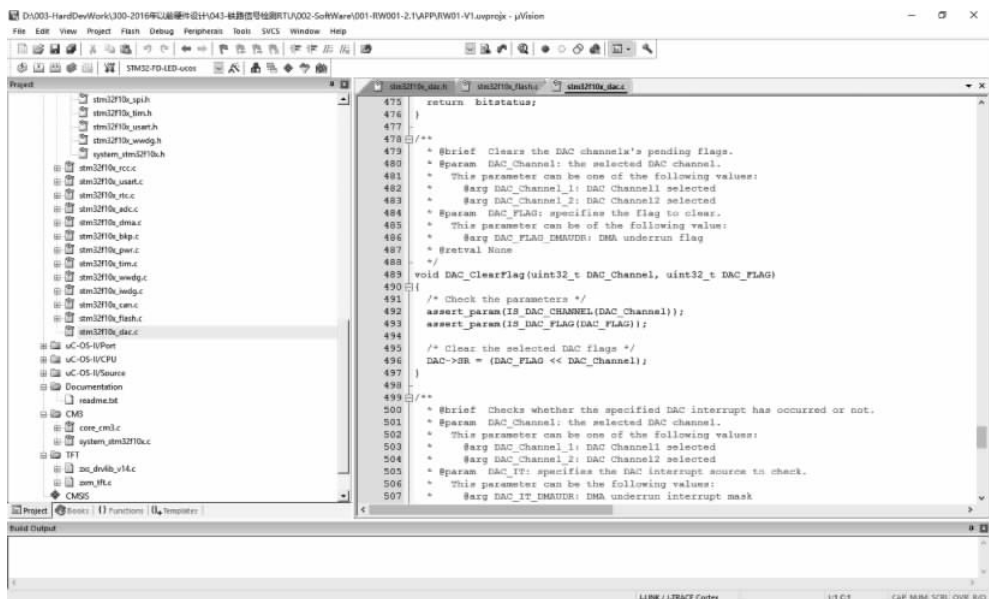 D:\003-HardDevWork\300-2016年以前硬件设计\043-铁路信号检测RTU\002-SoftWare\001-RW001-2.1\APP\RW01-V1.uvprojx - µVision
File Edit View Project Flash Debug Peripherals Tools SVCS Window Help
STM32-FD-LED-ucos
Project
stm32f10x_spi.h
stm32f10x_tim.h
stm32f10x_usart.h
stm32f10x_wwdg.h
system_stm32f10x.h
stm32f10x_rcc.c
stm32f10x_usart.c
stm32f10x_rtc.c
stm32f10x_adc.c
stm32f10x_dma.c
stm32f10x_bkp.c
stm32f10x_pwr.c
stm32f10x_tim.c
stm32f10x_wwdg.c
stm32f10x_iwdg.c
stm32f10x_can.c
stm32f10x_flash.c
stm32f10x_dac.c
uC-OS-II/Port
uC-OS-II/CPU
uC-OS-II/Source
Documentation
readme.txt
CM3
core_cm3.c
system_stm32f10x.c
TFT
zxc_drvlib_v14.c
CMSIS
Project Books {} Functions Templates
stm32f10x_dac.h stm32f10x_flash.c stm32f10x_dac.c
475 return bitstatus;
476 }
477
478 /**
479 * @brief Clears the DAC channelx's pending flags.
480 * @param DAC_Channel: the selected DAC channel.
481 * This parameter can be one of the following values:
482 * @arg DAC_Channel_1: DAC Channel1 selected
483 * @arg DAC_Channel_2: DAC Channel2 selected
484 * @param DAC_FLAG: specifies the flag to clear.
485 * This parameter can be of the following value:
486 * @arg DAC_FLAG_DMAUDR: DMA underrun flag
487 * @retval None
488 */
489 void DAC_ClearFlag(uint32_t DAC_Channel, uint32_t DAC_FLAG)
490 {
491 /* Check the parameters */
492 assert_param(IS_DAC_CHANNEL(DAC_Channel));
493 assert_param(IS_DAC_FLAG(DAC_FLAG));
494
495 /* Clear the selected DAC flags */
496 DAC->SR = (DAC_FLAG << DAC_Channel);
497 }
498
499 /**
500 * @brief Checks whether the specified DAC interrupt has occurred or not.
501 * @param DAC_Channel: the selected DAC channel.
502 * This parameter can be one of the following values:
503 * @arg DAC_Channel_1: DAC Channel1 selected
504 * @arg DAC_Channel_2: DAC Channel2 selected
505 * @param DAC_IT: specifies the DAC interrupt source to check.
506 * This parameter can be the following values:
507 * @arg DAC_IT_DMAUDR: DMA underrun interrupt mask
Build Output
J-LINK / J-TRACE Cortex
L:1 C:1
CAP NUM SCRL OVR R/O